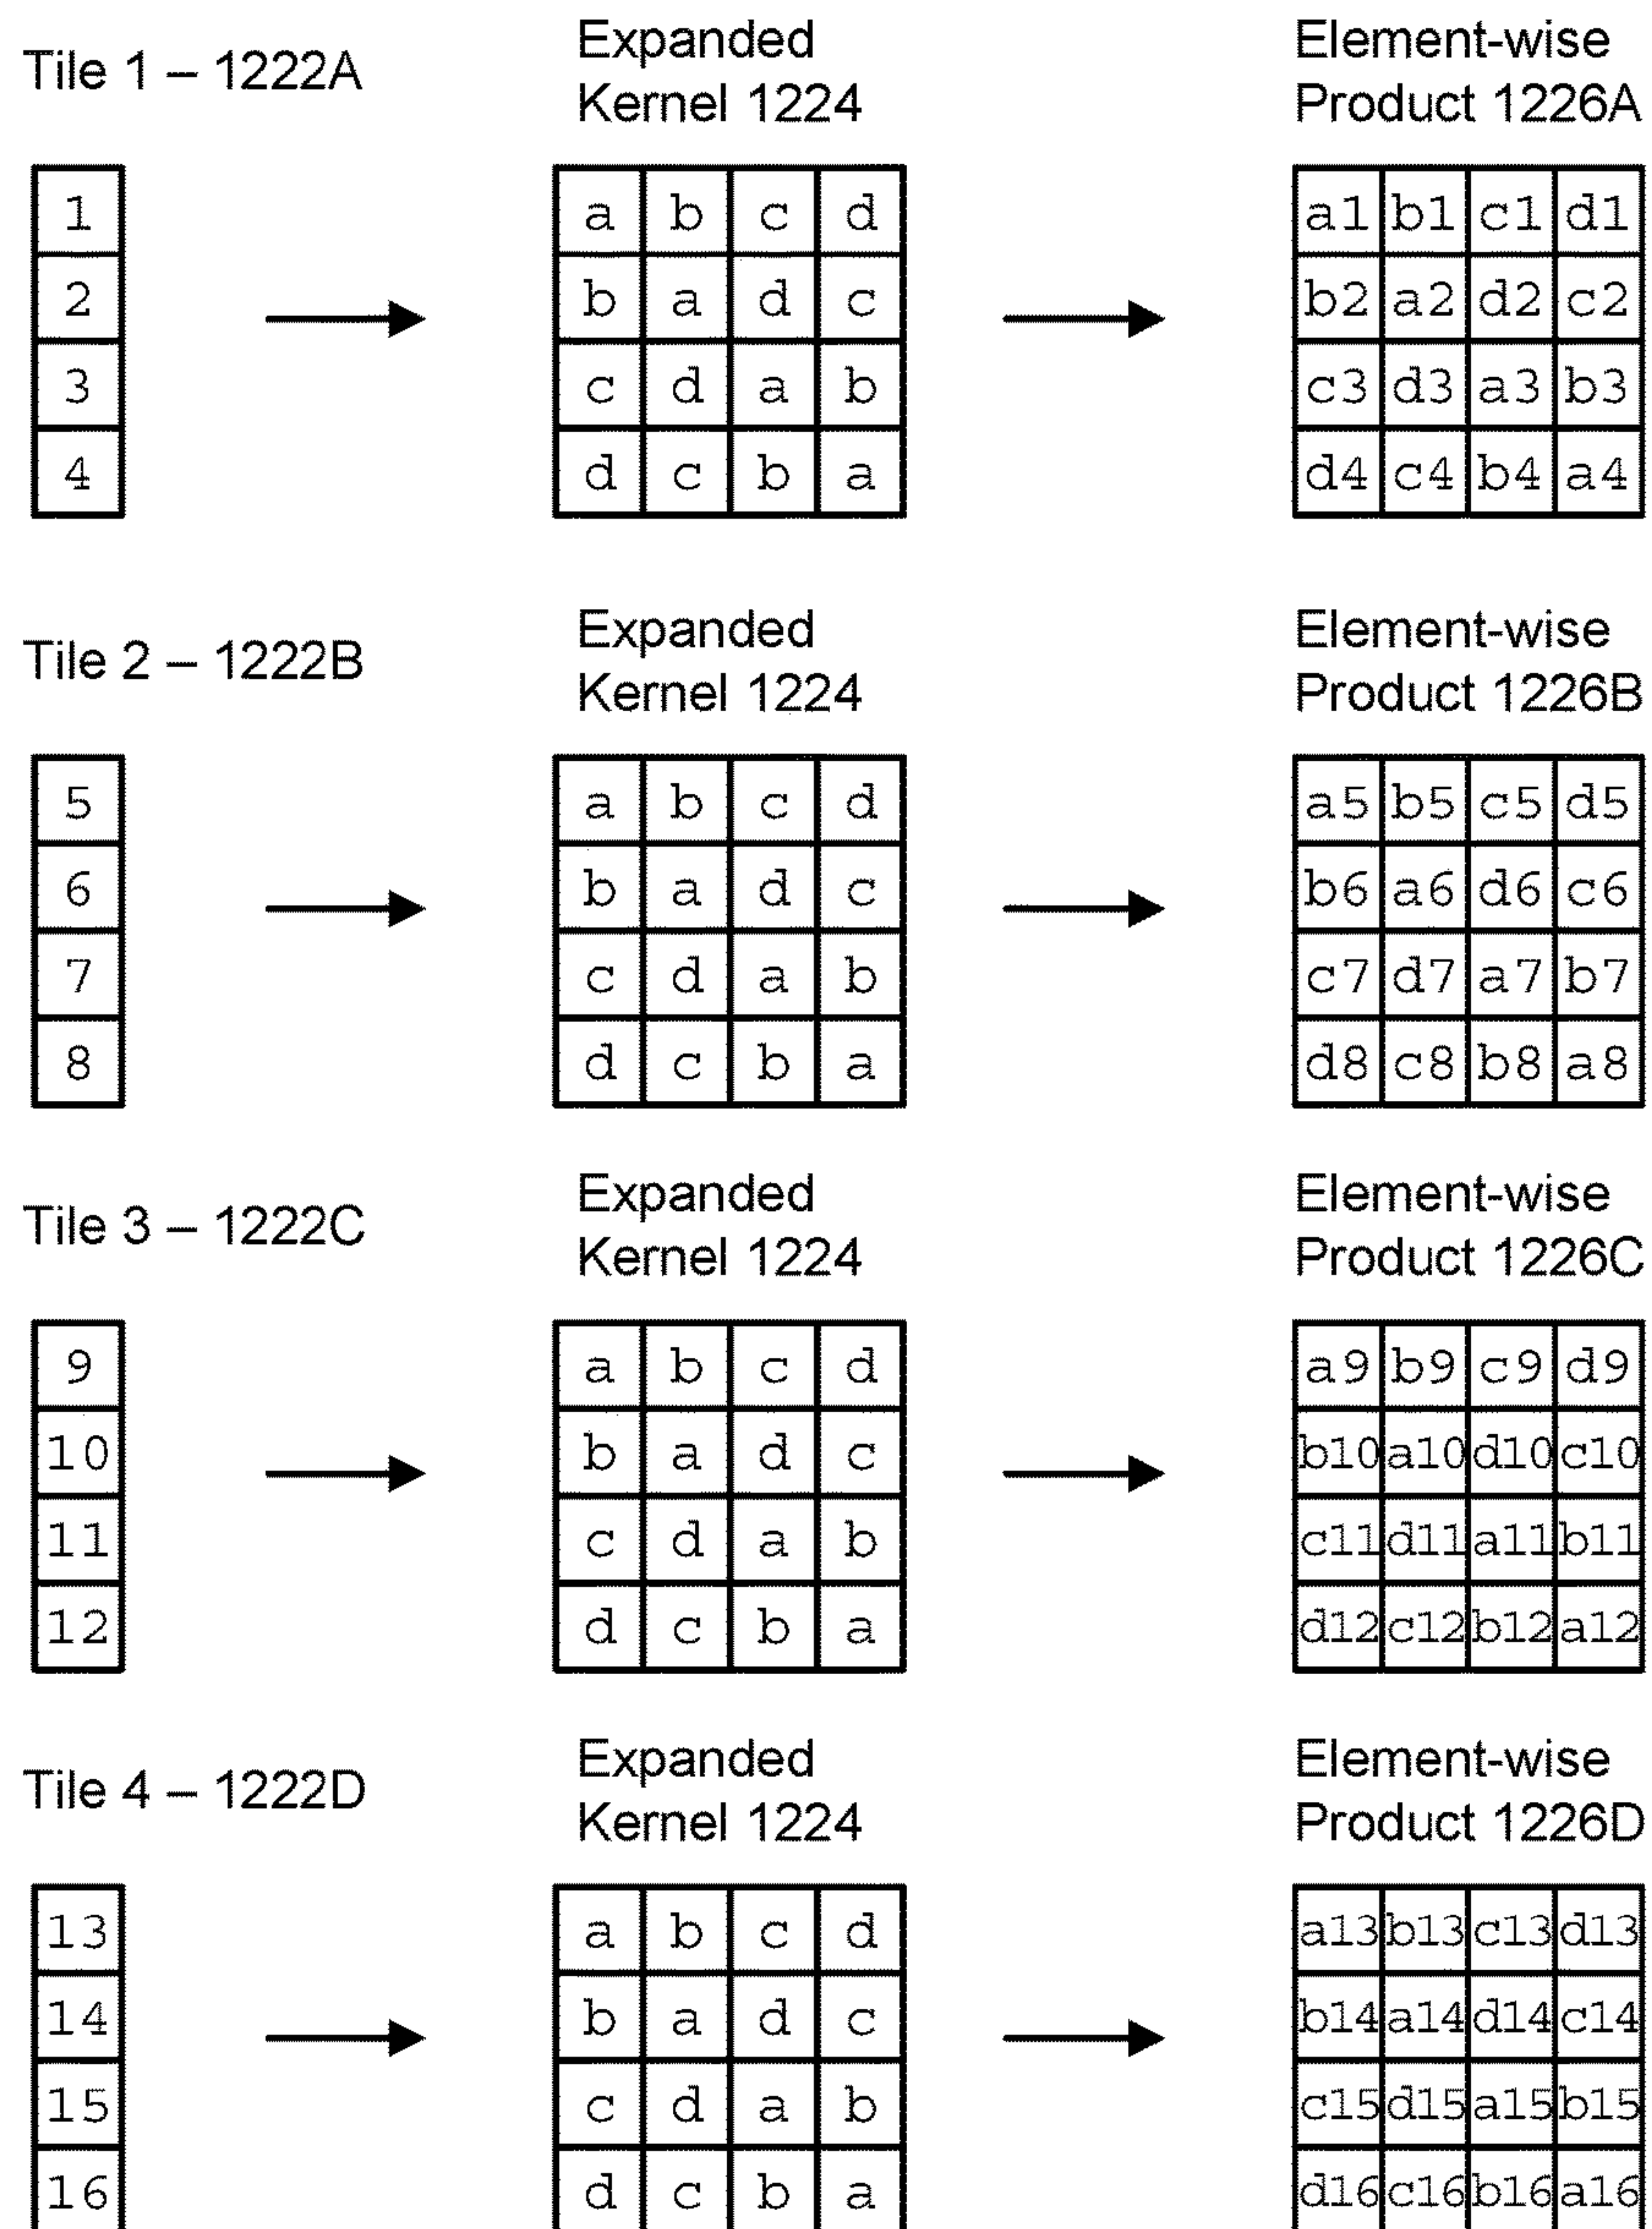 Tile 1 – 1222A
Expanded
Kernel 1224
Element-wise
Product 1226A
1 a b c d a1 b1 c1 d1
2 b a d c b2 a2 d2 c2
3 c d a b c3 d3 a3 b3
4 d c b a d4 c4 b4 a4
Tile 2 – 1222B
Expanded
Kernel 1224
Element-wise
Product 1226B
5 a b c d a5 b5 c5 d5
6 b a d c b6 a6 d6 c6
7 c d a b c7 d7 a7 b7
8 d c b a d8 c8 b8 a8
Tile 3 – 1222C
Expanded
Kernel 1224
Element-wise
Product 1226C
9 a b c d a9 b9 c9 d9
10 b a d c b10 a10 d10 c10
11 c d a b c11 d11 a11 b11
12 d c b a d12 c12 b12 a12
Tile 4 – 1222D
Expanded
Kernel 1224
Element-wise
Product 1226D
13 a b c d a13 b13 c13 d13
14 b a d c b14 a14 d14 c14
15 c d a b c15 d15 a15 b15
16 d c b a d16 c16 b16 a16